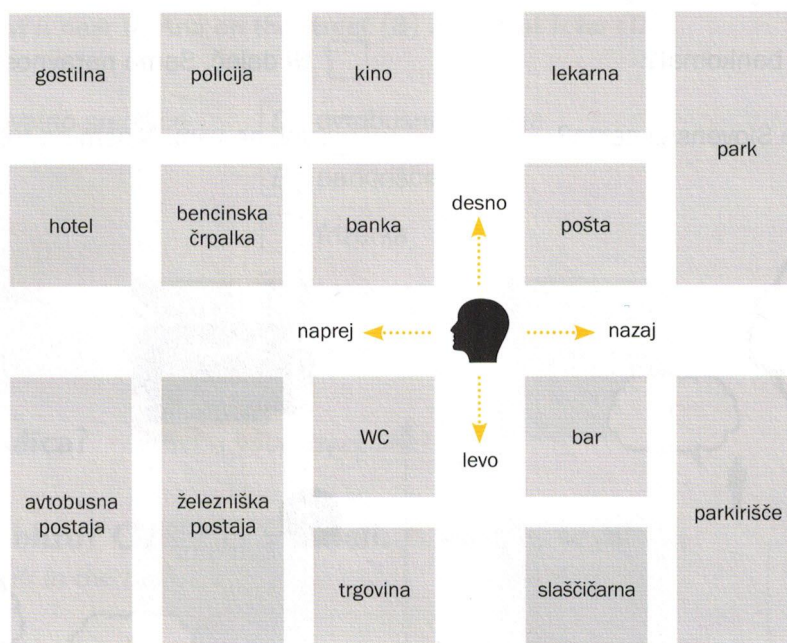 gostilna
policija
kino
lekarna
park
hotel
bencinska
črpalka
banka
desno
pošta
naprej
nazaj
WC
levo
bar
avtobusna
postaja
železniška
postaja
parkirišče
trgovina
slaščičarna